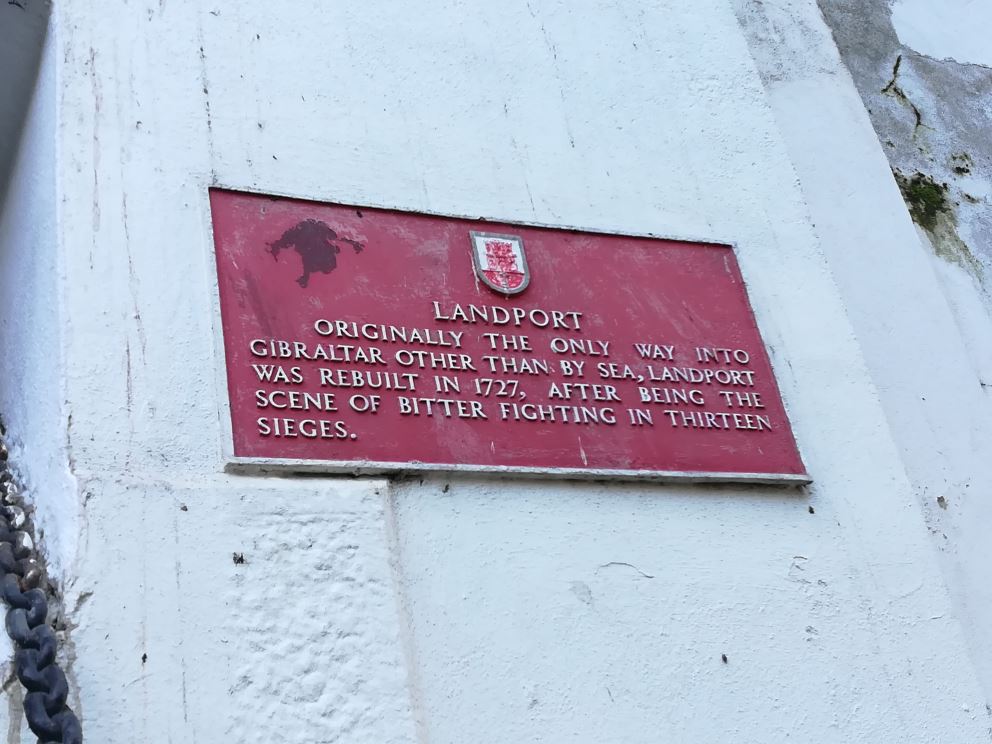 LANDPORT
ORIGINALLY THE ONLY WAY INTO
GIBRALTAR OTHER THAN BY SEA, LANDPORT
WAS REBUILT IN 1727, AFTER BEING THE
SCENE OF BITTER FIGHTING IN THIRTEEN
SIEGES.